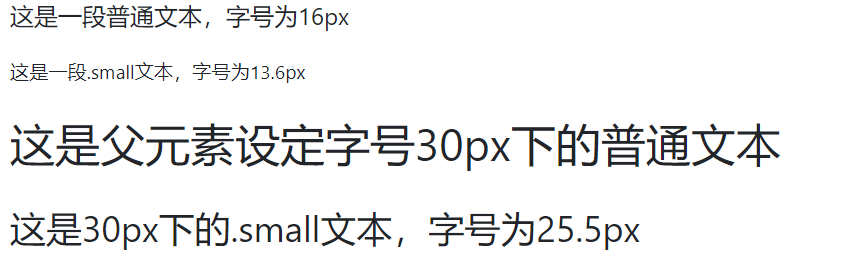 这是一段普通文本，字号为16px
这是一段.small文本，字号为13.6px
这是父元素设定字号30px下的普通文本
这是30px下的.small文本，字号为25.5px